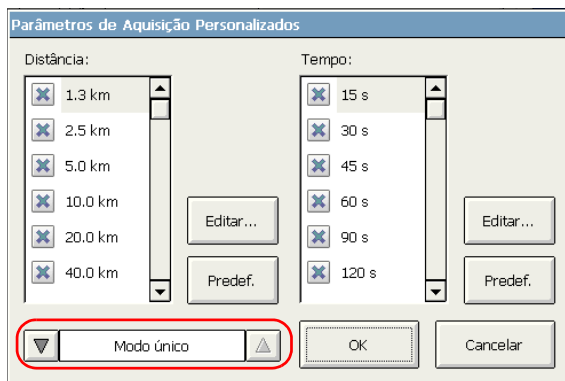 Parâmetros de Aquisição Personalizados
Distância:
1.3 km
2.5 km
5.0 km
10.0 km
20.0 km
40.0 km
Editar...
Predef.
Tempo:
15 s
30 s
45 s
60 s
90 s
120 s
Editar...
Predef.
Modo único
OK
Cancelar